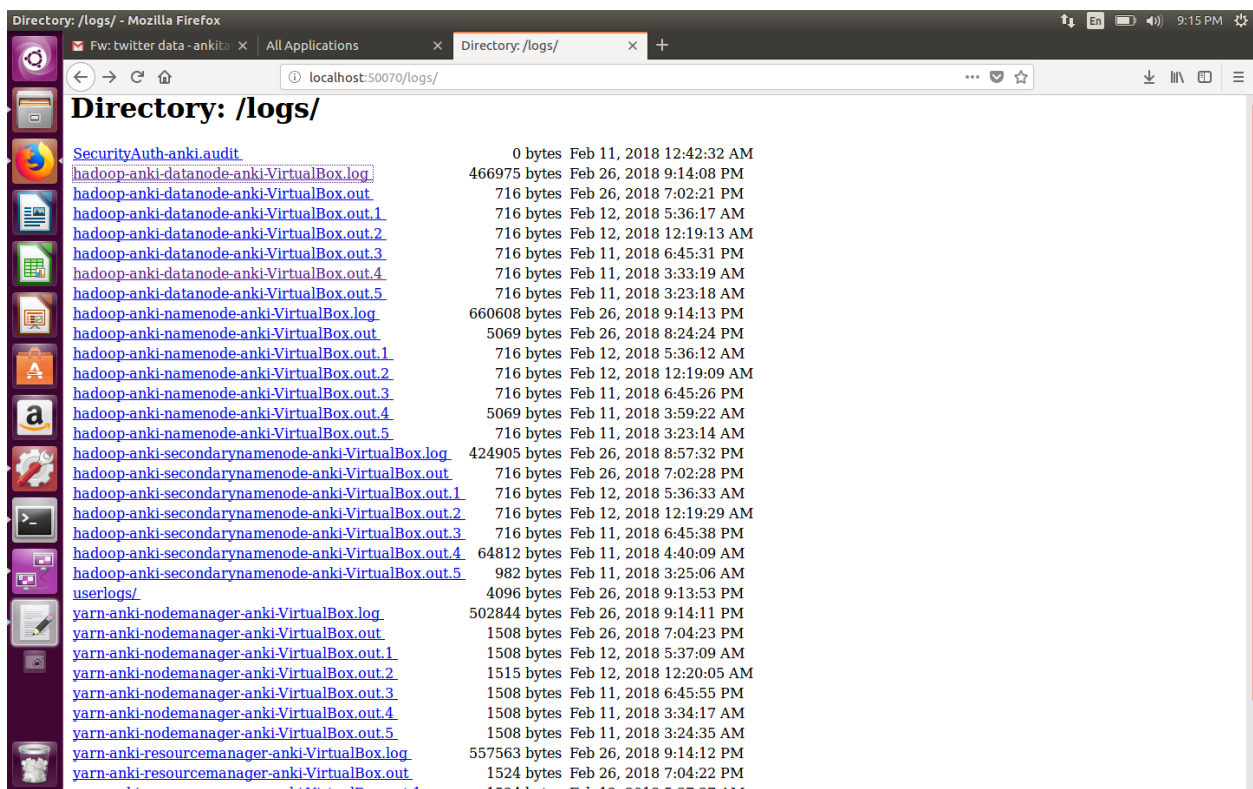 Directory: /logs/ - Mozilla Firefox En 9:15 PM
Fw: twitter data - ankita All Applications Directory: /logs/
localhost:50070/logs/
Directory: /logs/
SecurityAuth-anki.audit 0 bytes Feb 11, 2018 12:42:32 AM
hadoop-anki-datanode-anki-VirtualBox.log 466975 bytes Feb 26, 2018 9:14:08 PM
hadoop-anki-datanode-anki-VirtualBox.out 716 bytes Feb 26, 2018 7:02:21 PM
hadoop-anki-datanode-anki-VirtualBox.out.1 716 bytes Feb 12, 2018 5:36:17 AM
hadoop-anki-datanode-anki-VirtualBox.out.2 716 bytes Feb 12, 2018 12:19:13 AM
hadoop-anki-datanode-anki-VirtualBox.out.3 716 bytes Feb 11, 2018 6:45:31 PM
hadoop-anki-datanode-anki-VirtualBox.out.4 716 bytes Feb 11, 2018 3:33:19 AM
hadoop-anki-datanode-anki-VirtualBox.out.5 716 bytes Feb 11, 2018 3:23:18 AM
hadoop-anki-namenode-anki-VirtualBox.log 660608 bytes Feb 26, 2018 9:14:13 PM
hadoop-anki-namenode-anki-VirtualBox.out 5069 bytes Feb 26, 2018 8:24:24 PM
hadoop-anki-namenode-anki-VirtualBox.out.1 716 bytes Feb 12, 2018 5:36:12 AM
hadoop-anki-namenode-anki-VirtualBox.out.2 716 bytes Feb 12, 2018 12:19:09 AM
hadoop-anki-namenode-anki-VirtualBox.out.3 716 bytes Feb 11, 2018 6:45:26 PM
hadoop-anki-namenode-anki-VirtualBox.out.4 5069 bytes Feb 11, 2018 3:59:22 AM
hadoop-anki-namenode-anki-VirtualBox.out.5 716 bytes Feb 11, 2018 3:23:14 AM
hadoop-anki-secondarynamenode-anki-VirtualBox.log 424905 bytes Feb 26, 2018 8:57:32 PM
hadoop-anki-secondarynamenode-anki-VirtualBox.out 716 bytes Feb 26, 2018 7:02:28 PM
hadoop-anki-secondarynamenode-anki-VirtualBox.out.1 716 bytes Feb 12, 2018 5:36:33 AM
hadoop-anki-secondarynamenode-anki-VirtualBox.out.2 716 bytes Feb 12, 2018 12:19:29 AM
hadoop-anki-secondarynamenode-anki-VirtualBox.out.3 716 bytes Feb 11, 2018 6:45:38 PM
hadoop-anki-secondarynamenode-anki-VirtualBox.out.4 64812 bytes Feb 11, 2018 4:40:09 AM
hadoop-anki-secondarynamenode-anki-VirtualBox.out.5 982 bytes Feb 11, 2018 3:25:06 AM
userlogs/ 4096 bytes Feb 26, 2018 9:13:53 PM
yarn-anki-nodemanager-anki-VirtualBox.log 502844 bytes Feb 26, 2018 9:14:11 PM
yarn-anki-nodemanager-anki-VirtualBox.out 1508 bytes Feb 26, 2018 7:04:23 PM
yarn-anki-nodemanager-anki-VirtualBox.out.1 1508 bytes Feb 12, 2018 5:37:09 AM
yarn-anki-nodemanager-anki-VirtualBox.out.2 1515 bytes Feb 12, 2018 12:20:05 AM
yarn-anki-nodemanager-anki-VirtualBox.out.3 1508 bytes Feb 11, 2018 6:45:55 PM
yarn-anki-nodemanager-anki-VirtualBox.out.4 1508 bytes Feb 11, 2018 3:34:17 AM
yarn-anki-nodemanager-anki-VirtualBox.out.5 1508 bytes Feb 11, 2018 3:24:35 AM
yarn-anki-resourcemanager-anki-VirtualBox.log 557563 bytes Feb 26, 2018 9:14:12 PM
yarn-anki-resourcemanager-anki-VirtualBox.out 1524 bytes Feb 26, 2018 7:04:22 PM